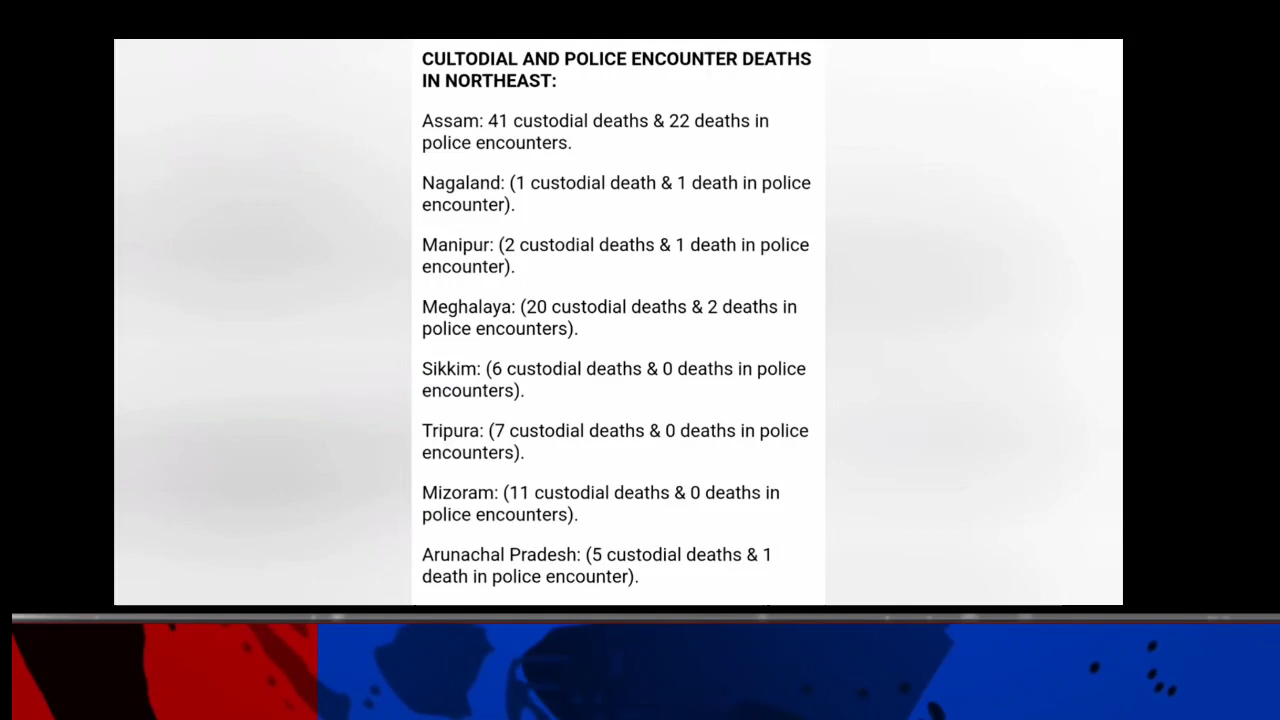 CULTODIAL AND POLICE ENCOUNTER DEATHS
IN NORTHEAST:
Assam: 41 custodial deaths & 22 deaths in
police encounters.
Nagaland: (1 custodial death & 1 death in police
encounter).
Manipur: (2 custodial deaths & 1 death in police
encounter).
Meghalaya: (20 custodial deaths & 2 deaths in
police encounters).
Sikkim: (6 custodial deaths & 0 deaths in police
encounters).
Tripura: (7 custodial deaths & 0 deaths in police
encounters).
Mizoram: (11 custodial deaths & 0 deaths in
police encounters).
Arunachal Pradesh: (5 custodial deaths & 1
death in police encounter).